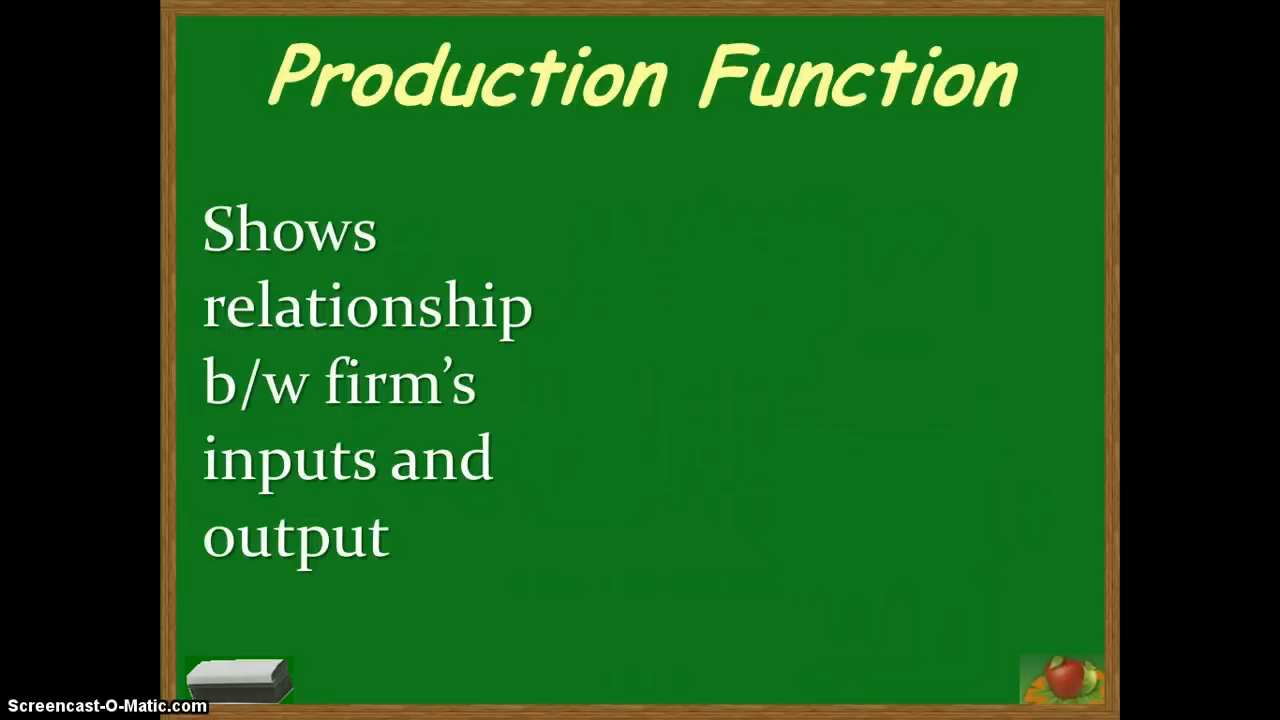 Production Function
Shows
relationship
b/w firm’s
inputs and
output
Screencast-O-Matic.com